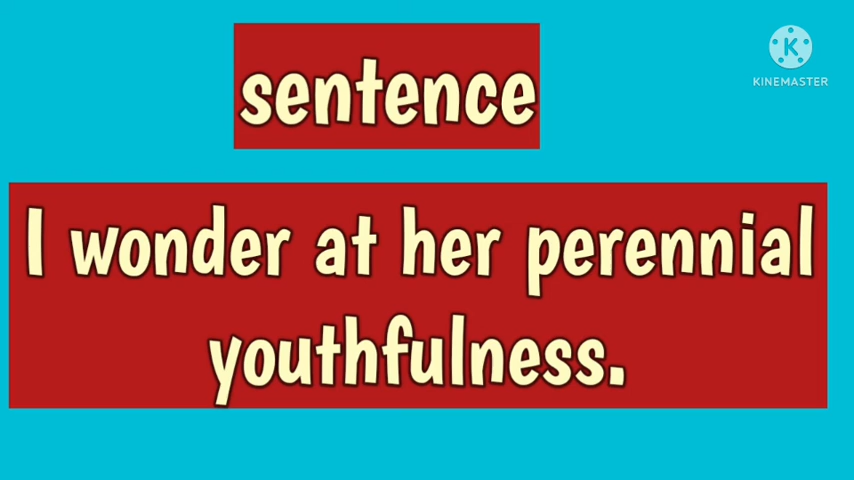 sentence
KINEMASTER
I wonder at her perennial
youthfulness.